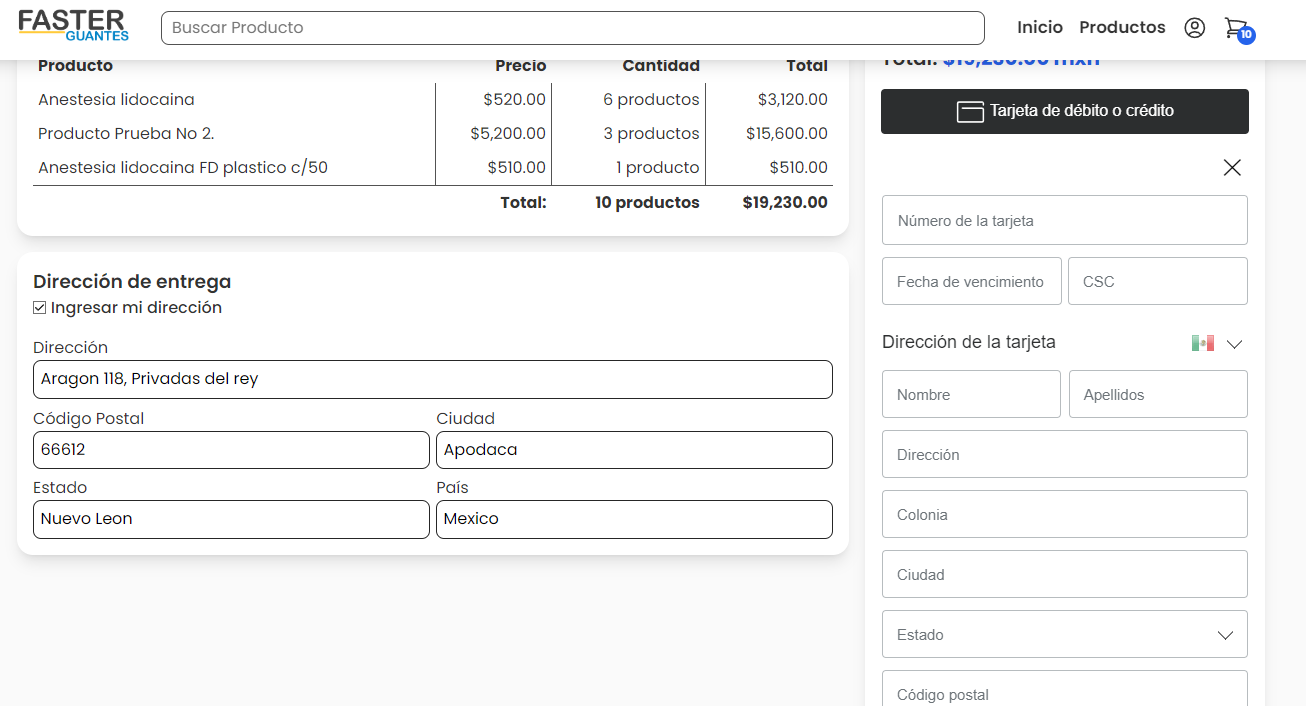 FASTER
GUANTES
Buscar Producto
Inicio Productos
10
Producto Precio Cantidad Total
Anestesia lidocaina $520.00 6 productos $3,120.00
Producto Prueba No 2. $5,200.00 3 productos $15,600.00
Anestesia lidocaina FD plastico c/50 $510.00 1 producto $510.00
Total: 10 productos $19,230.00
Dirección de entrega
Ingresar mi dirección
Dirección
Aragon 118, Privadas del rey
Código Postal Ciudad
66612 Apodaca
Estado País
Nuevo Leon Mexico
Total: $19,230.00 mxn
Tarjeta de débito o crédito
Número de la tarjeta
Fecha de vencimiento CSC
Dirección de la tarjeta
Nombre Apellidos
Dirección
Colonia
Ciudad
Estado
Código postal